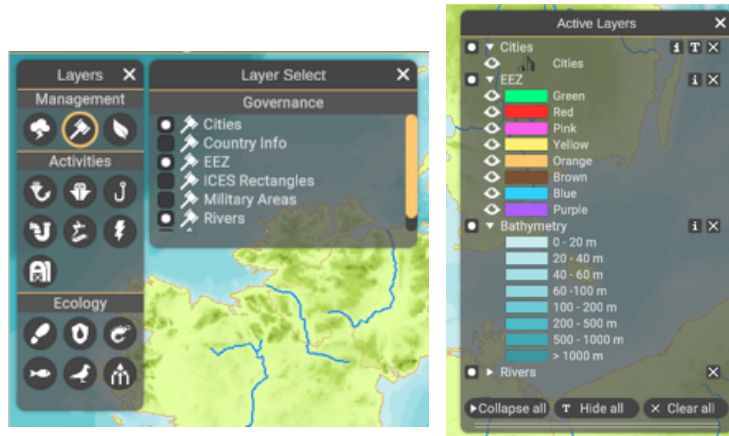 Layers
Management
Activities
Ecology
Layer Select
Governance
Cities
Country Info
EEZ
ICES Rectangles
Military Areas
Rivers
Active Layers
Cities
Cities
EEZ
Green
Red
Pink
Yellow
Orange
Brown
Blue
Purple
Bathymetry
0 - 20 m
20 - 40 m
40 - 60 m
60 -100 m
100 - 200 m
200 - 500 m
500 - 1000 m
> 1000 m
Rivers
Collapse all T Hide all × Clear all